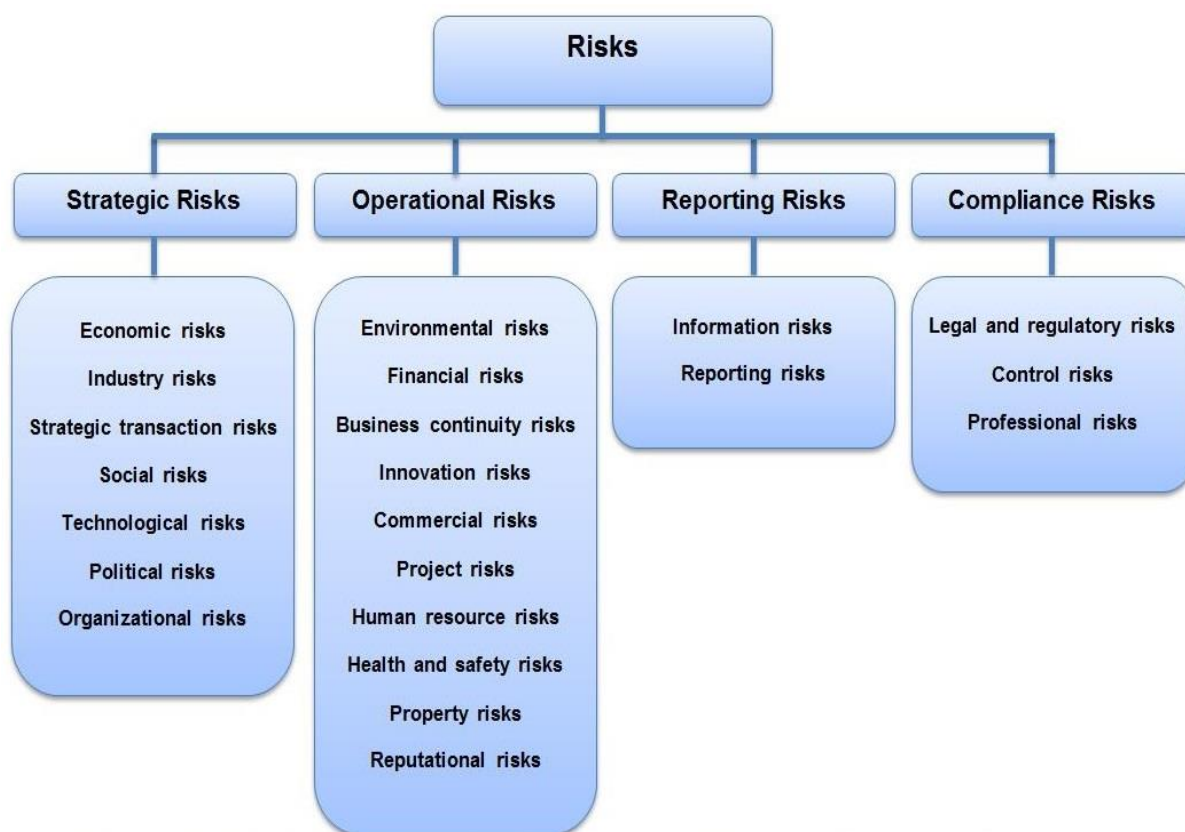 Risks
Strategic Risks
Operational Risks
Reporting Risks
Compliance Risks
Economic risks
Industry risks
Strategic transaction risks
Social risks
Technological risks
Political risks
Organizational risks
Environmental risks
Financial risks
Business continuity risks
Innovation risks
Commercial risks
Project risks
Human resource risks
Health and safety risks
Property risks
Reputational risks
Information risks
Reporting risks
Legal and regulatory risks
Control risks
Professional risks